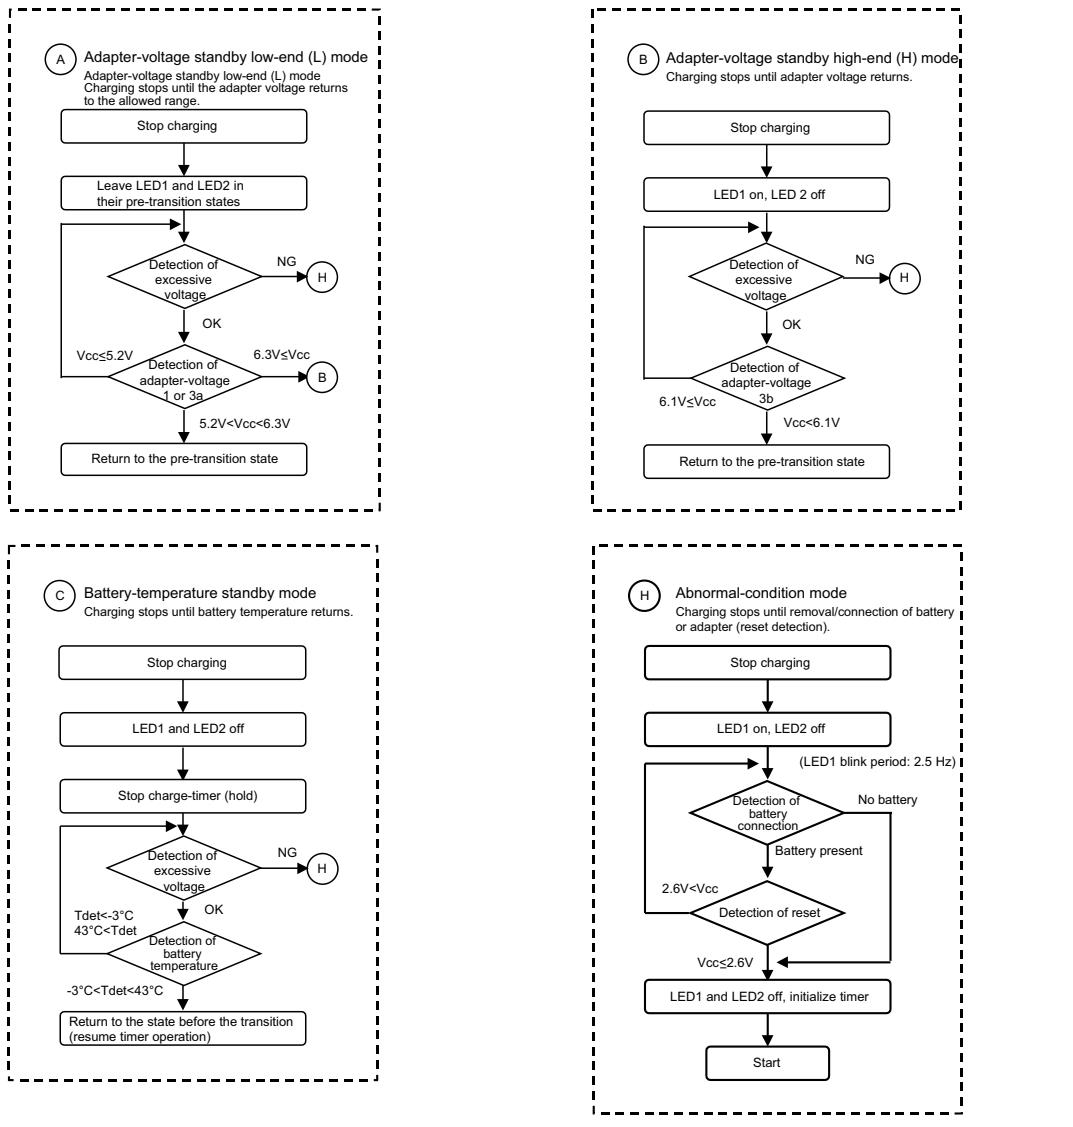 A
Adapter-voltage standby low-end (L) mode
Adapter-voltage standby low-end (L) mode
Charging stops until the adapter voltage returns
to the allowed range.
Stop charging
Leave LED1 and LED2 in
their pre-transition states
Detection of
excessive
voltage
NG
H
OK
Vcc≤5.2V
6.3V≤Vcc
Detection of
adapter-voltage
1 or 3a
B
5.2V<Vcc<6.3V
Return to the pre-transition state
B
Adapter-voltage standby high-end (H) mode
Charging stops until adapter voltage returns.
Stop charging
LED1 on, LED 2 off
Detection of
excessive
voltage
NG
H
OK
Detection of
adapter-voltage
3b
6.1V≤Vcc
Vcc<6.1V
Return to the pre-transition state
C
Battery-temperature standby mode
Charging stops until battery temperature returns.
Stop charging
LED1 and LED2 off
Stop charge-timer (hold)
Detection of
excessive
voltage
NG
H
OK
Tdet<-3°C
43°C<Tdet
Detection of
battery
temperature
-3°C<Tdet<43°C
Return to the state before the transition
(resume timer operation)
H
Abnormal-condition mode
Charging stops until removal/connection of battery
or adapter (reset detection).
Stop charging
LED1 on, LED2 off
(LED1 blink period: 2.5 Hz)
Detection of
battery
connection
No battery
Battery present
2.6V<Vcc
Detection of reset
Vcc≤2.6V
LED1 and LED2 off, initialize timer
Start